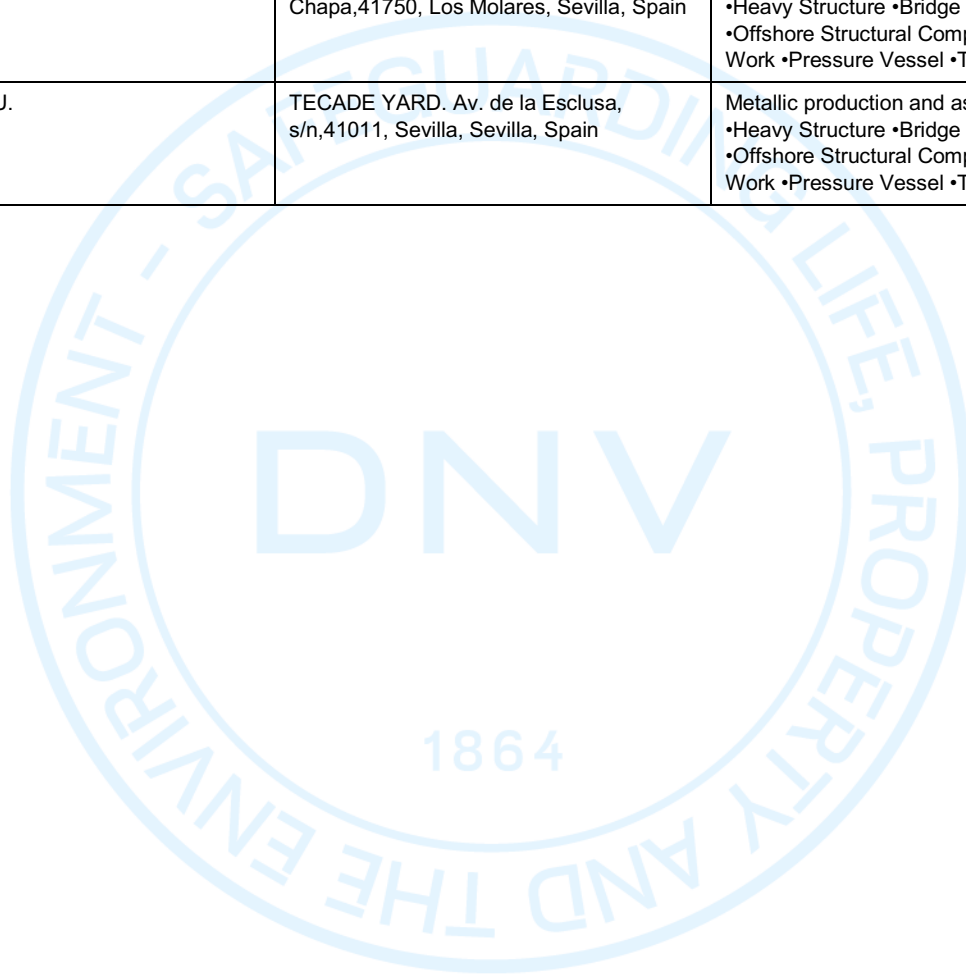 Chapa,41750, Los Molares, Sevilla, Spain
•Heavy Structure •Bridge
•Offshore Structural Comp
Work •Pressure Vessel •T
TECADE YARD. Av. de la Esclusa,
s/n,41011, Sevilla, Sevilla, Spain
Metallic production and as
•Heavy Structure •Bridge
•Offshore Structural Comp
Work •Pressure Vessel •T
SAFEGUARDING LIFE, PROPERTY AND THE ENVIRONMENT -
DNV
1864